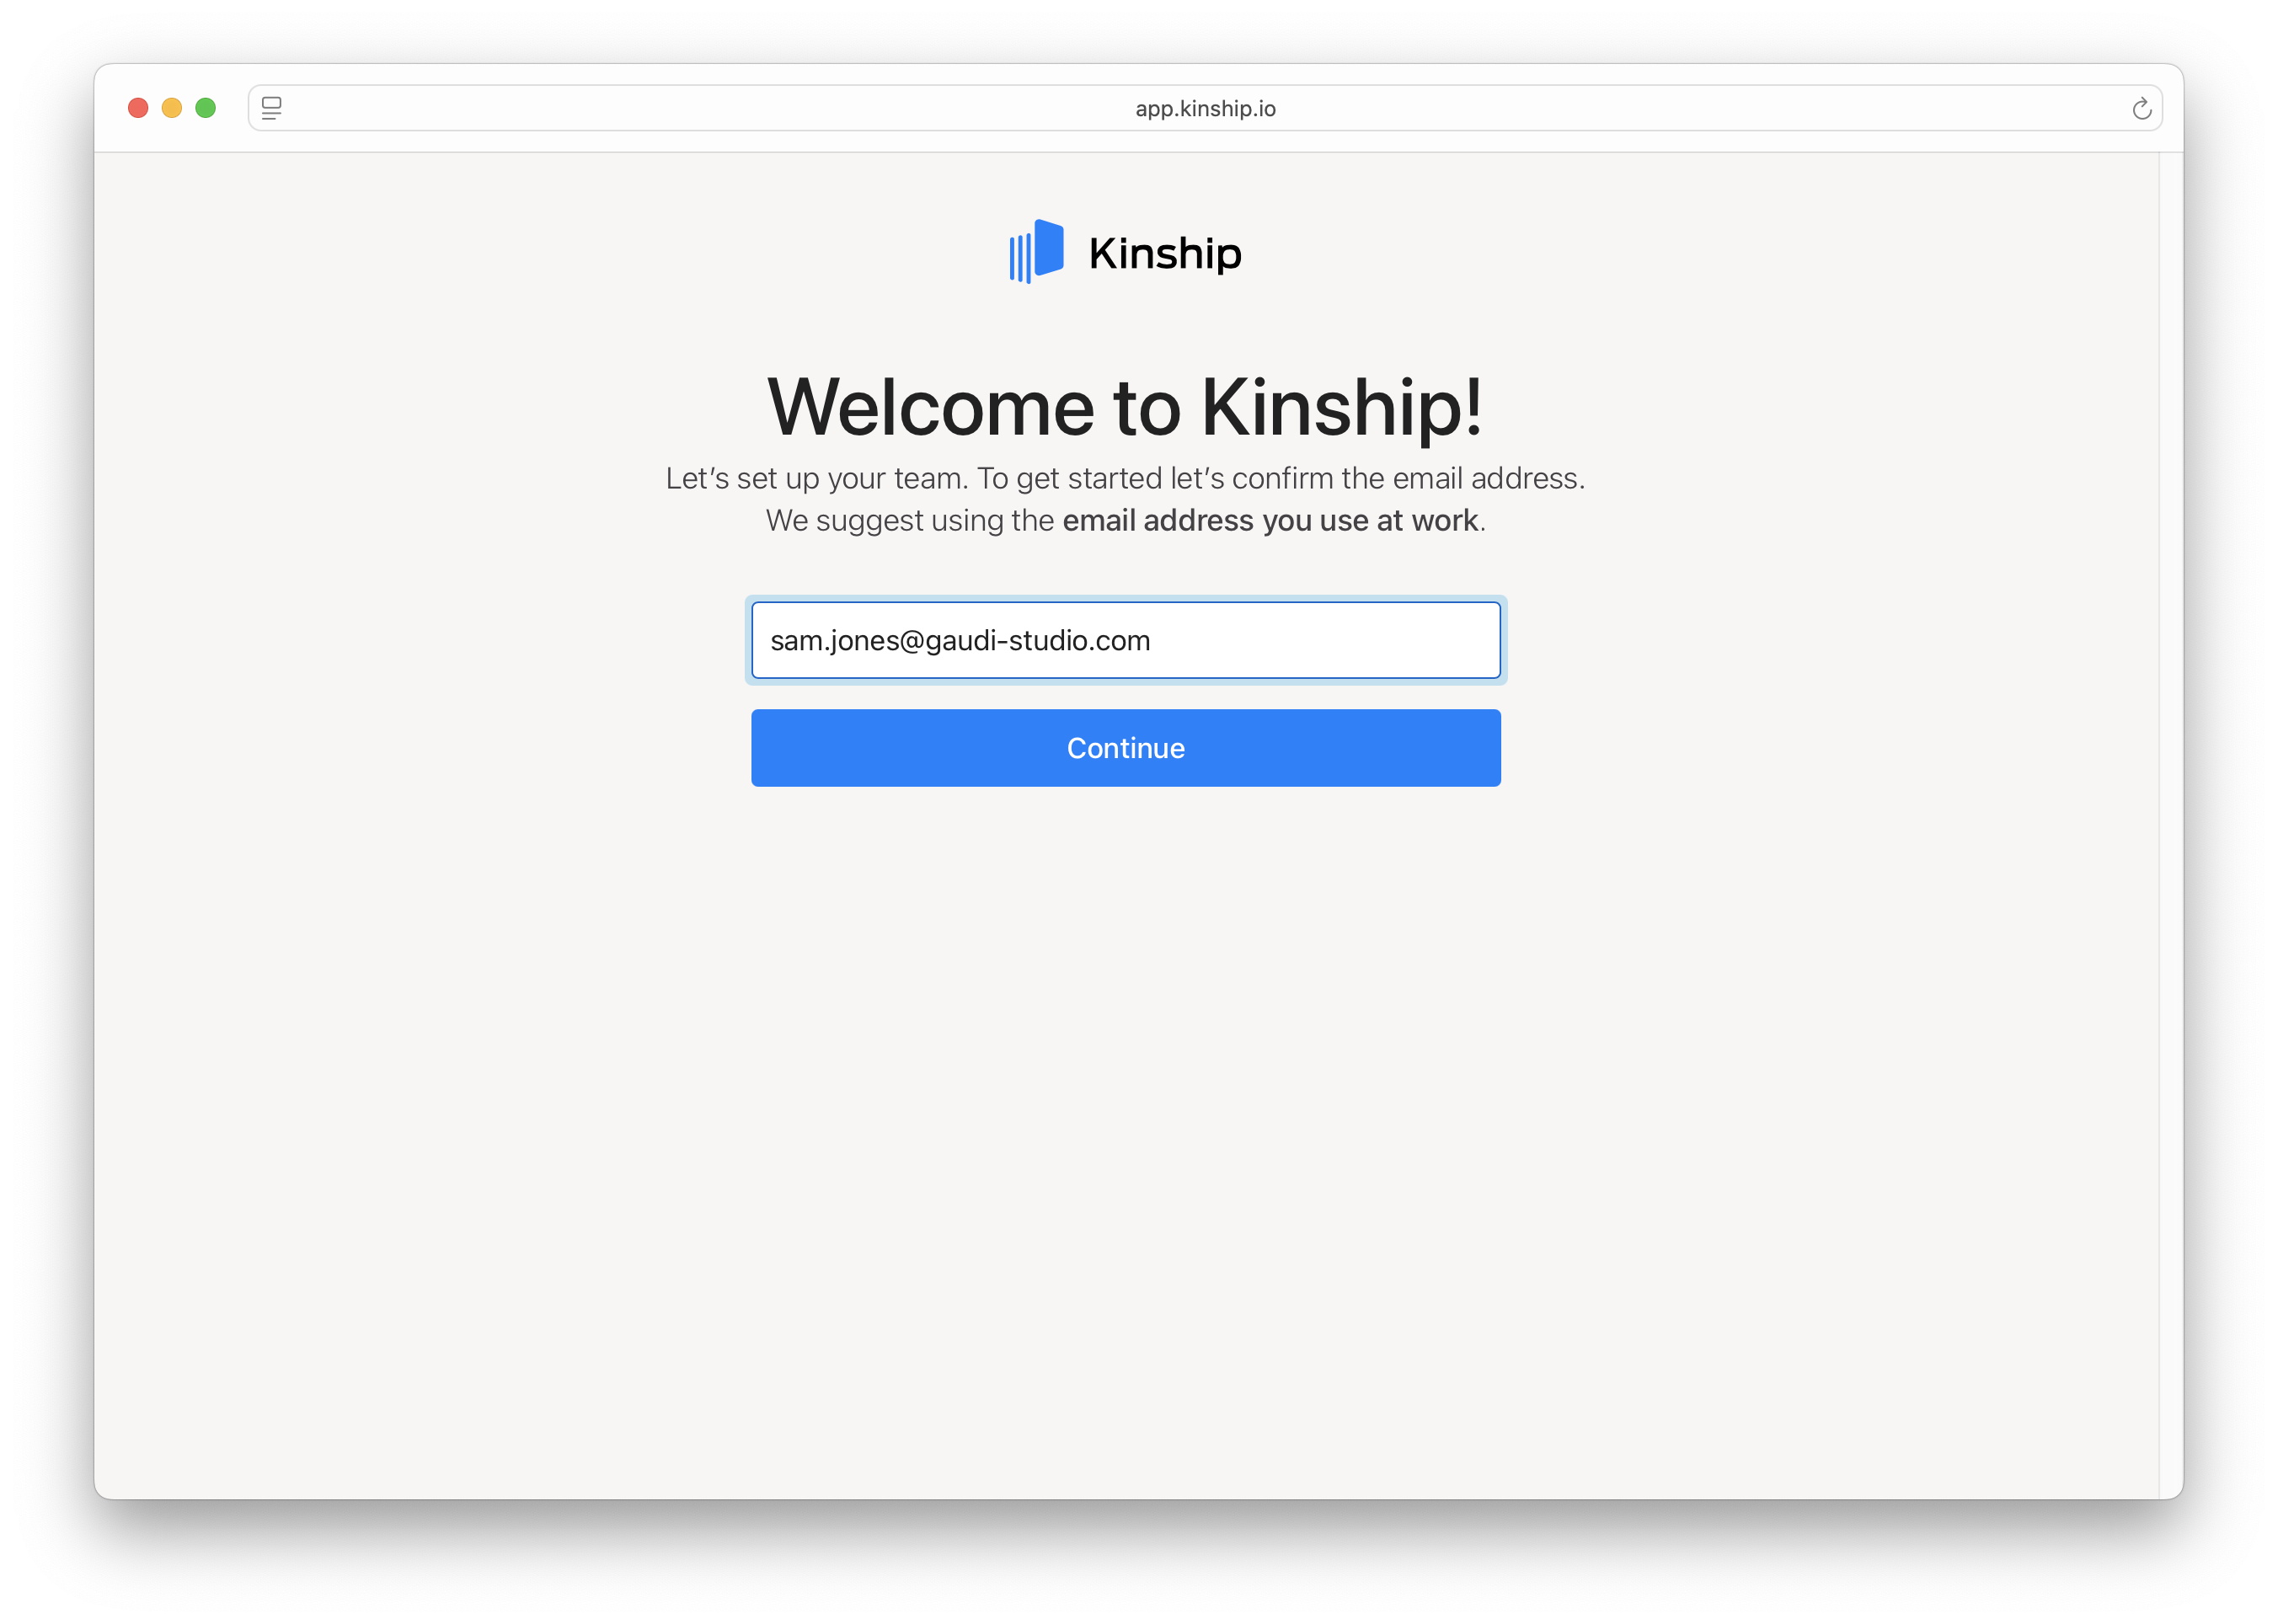 app.kinship.io
Kinship
Welcome to Kinship!
Let’s set up your team. To get started let’s confirm the email address.
We suggest using the email address you use at work.
sam.jones@gaudi-studio.com
Continue